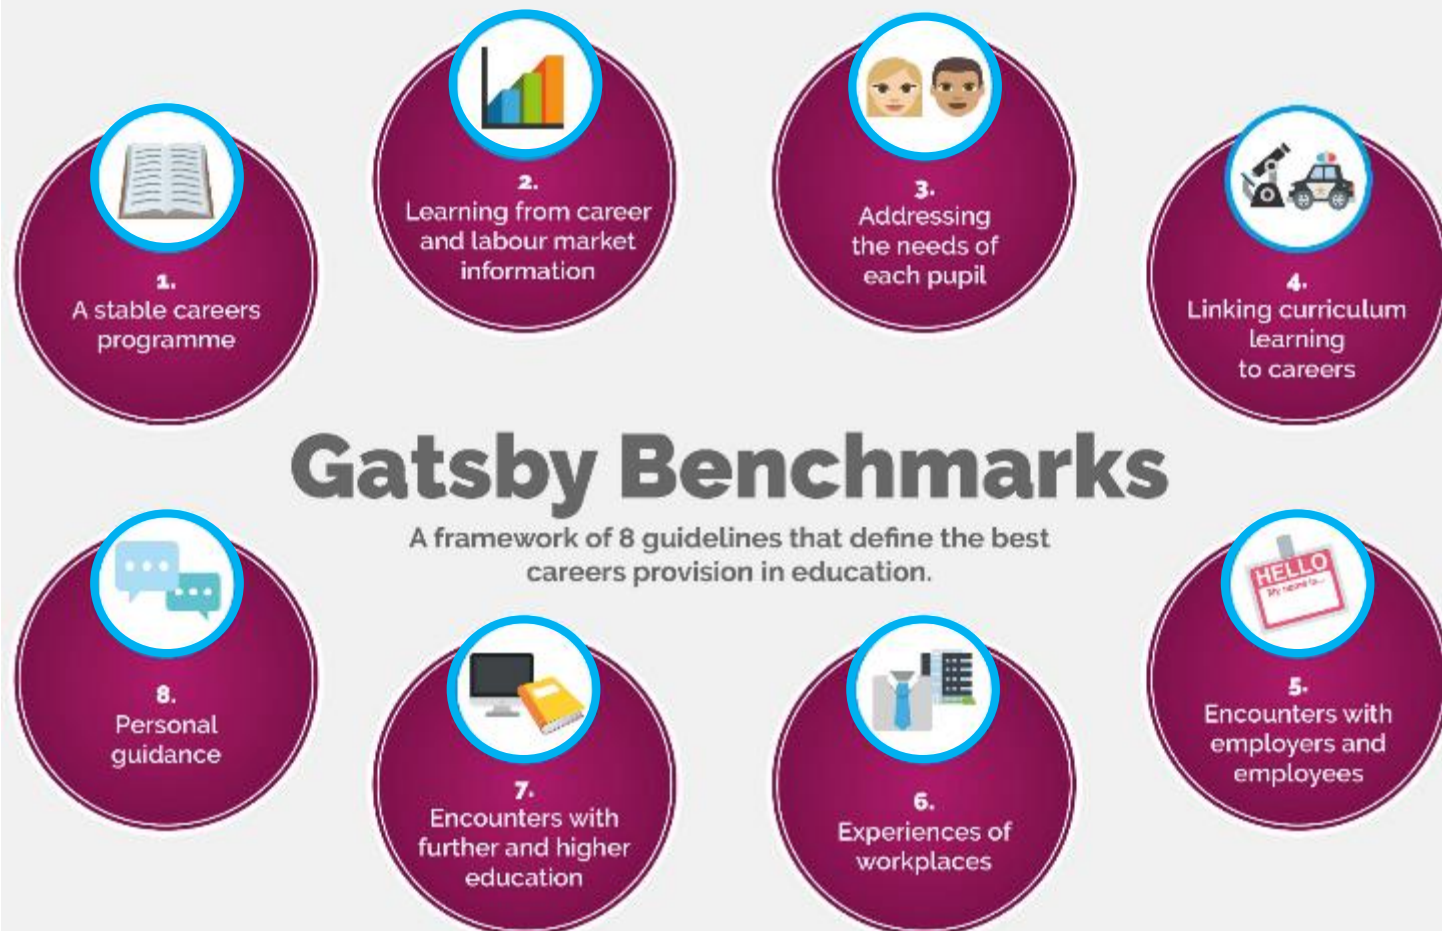 1.
A stable careers
programme
2.
Learning from career
and labour market
information
3.
Addressing
the needs of
each pupil
4.
Linking curriculum
learning
to careers
Gatsby Benchmarks
A framework of 8 guidelines that define the best
careers provision in education.
5.
Encounters with
employers and
employees
HELLO
My name is...
6.
Experiences of
workplaces
7.
Encounters with
further and higher
education
8.
Personal
guidance